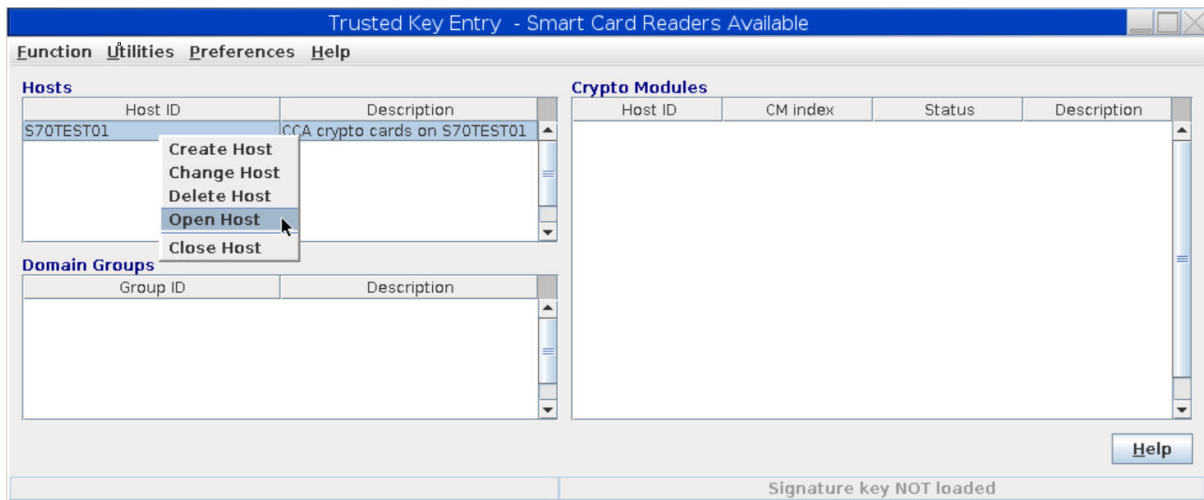 Trusted Key Entry - Smart Card Readers Available
Function Utilities Preferences Help
Hosts
Host ID Description
S70TEST01 CCA crypto cards on S70TEST01
Create Host
Change Host
Delete Host
Open Host
Close Host
Domain Groups
Group ID Description
Crypto Modules
Host ID CM index Status Description
Help
Signature key NOT loaded